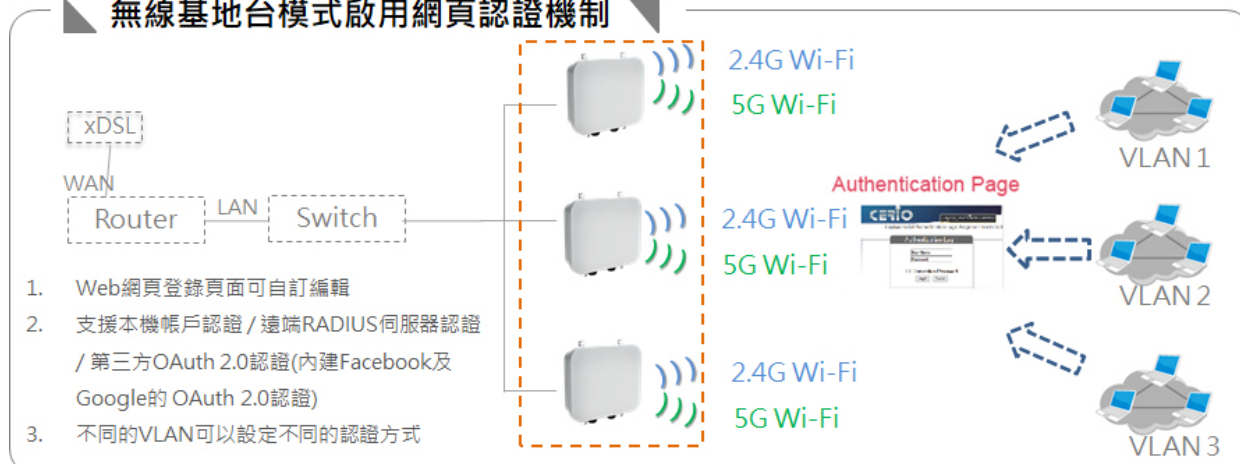 無線基地台模式啟用網頁認證機制
xDSL
WAN
Router
LAN
Switch
2.4G Wi-Fi
5G Wi-Fi
2.4G Wi-Fi
5G Wi-Fi
2.4G Wi-Fi
5G Wi-Fi
Authentication Page
CERIO
VLAN 1
VLAN 2
VLAN 3
1. Web網頁登錄頁面可自訂編輯
2. 支援本機帳戶認證 / 遠端RADIUS伺服器認證
/ 第三方OAuth 2.0認證(內建Facebook及
Google的 OAuth 2.0認證)
3. 不同的VLAN可以設定不同的認證方式